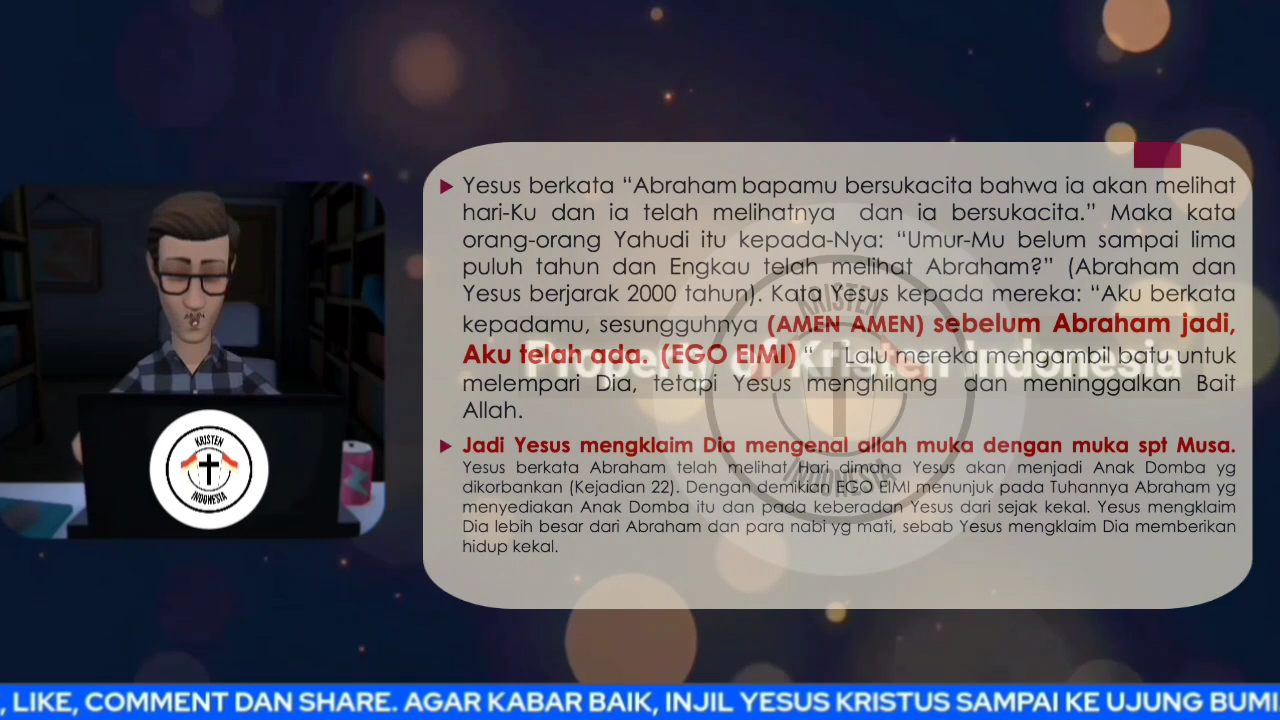 Yesus berkata “Abraham bapamu bersukacita bahwa ia akan melihat
hari-Ku dan ia telah melihatnya dan ia bersukacita.” Maka kata
orang-orang Yahudi itu kepada-Nya: “Umur-Mu belum sampai lima
puluh tahun dan Engkau telah melihat Abraham?” (Abraham dan
Yesus berjarak 2000 tahun). Kata Yesus kepada mereka: “Aku berkata
kepadamu, sesungguhnya (AMEN AMEN) sebelum Abraham jadi,
Aku telah ada. (EGO EIMI) “ Lalu mereka mengambil batu untuk
melempari Dia, tetapi Yesus menghilang dan meninggalkan Bait
Allah.
Jadi Yesus mengklaim Dia mengenal allah muka dengan muka spt Musa.
Yesus berkata Abraham telah melihat Hari dimana Yesus akan menjadi Anak Domba yg
dikorbankan (Kejadian 22). Dengan demikian EGO EIMI menunjuk pada Tuhannya Abraham yg
menyediakan Anak Domba itu dan pada keberadan Yesus dari sejak kekal. Yesus mengklaim
Dia lebih besar dari Abraham dan para nabi yg mati, sebab Yesus mengklaim Dia memberikan
hidup kekal.
Property of Kristen Indonesia
KRISTEN
INDONESIA
KRISTEN
INDONESIA
, LIKE, COMMENT DAN SHARE. AGAR KABAR BAIK, INJIL YESUS KRISTUS SAMPAI KE UJUNG BUMI